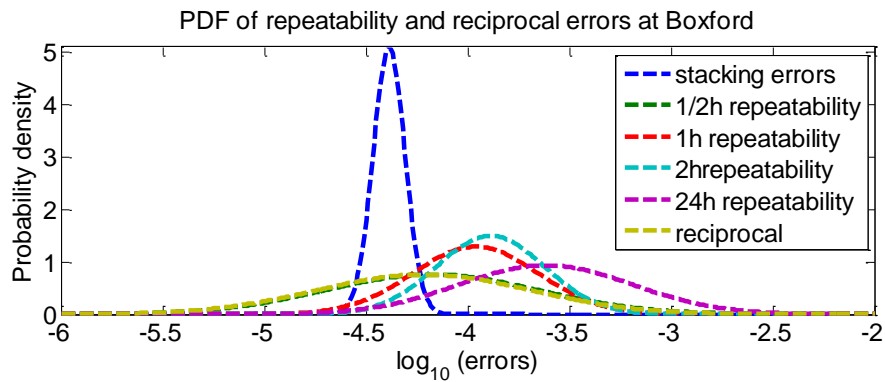 PDF of repeatability and reciprocal errors at Boxford
Probability density
5
4
3
2
1
0
stacking errors
1/2h repeatability
1h repeatability
2hrepeatability
24h repeatability
reciprocal
-6 -5.5 -5 -4.5 -4 -3.5 -3 -2.5 -2
log10 (errors)